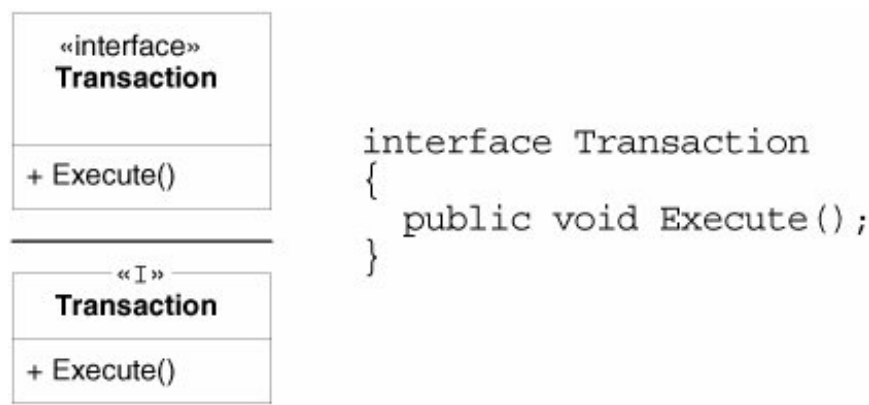 «interface»
Transaction
+ Execute()
«I»
Transaction
+ Execute()
interface Transaction
{
public void Execute();
}